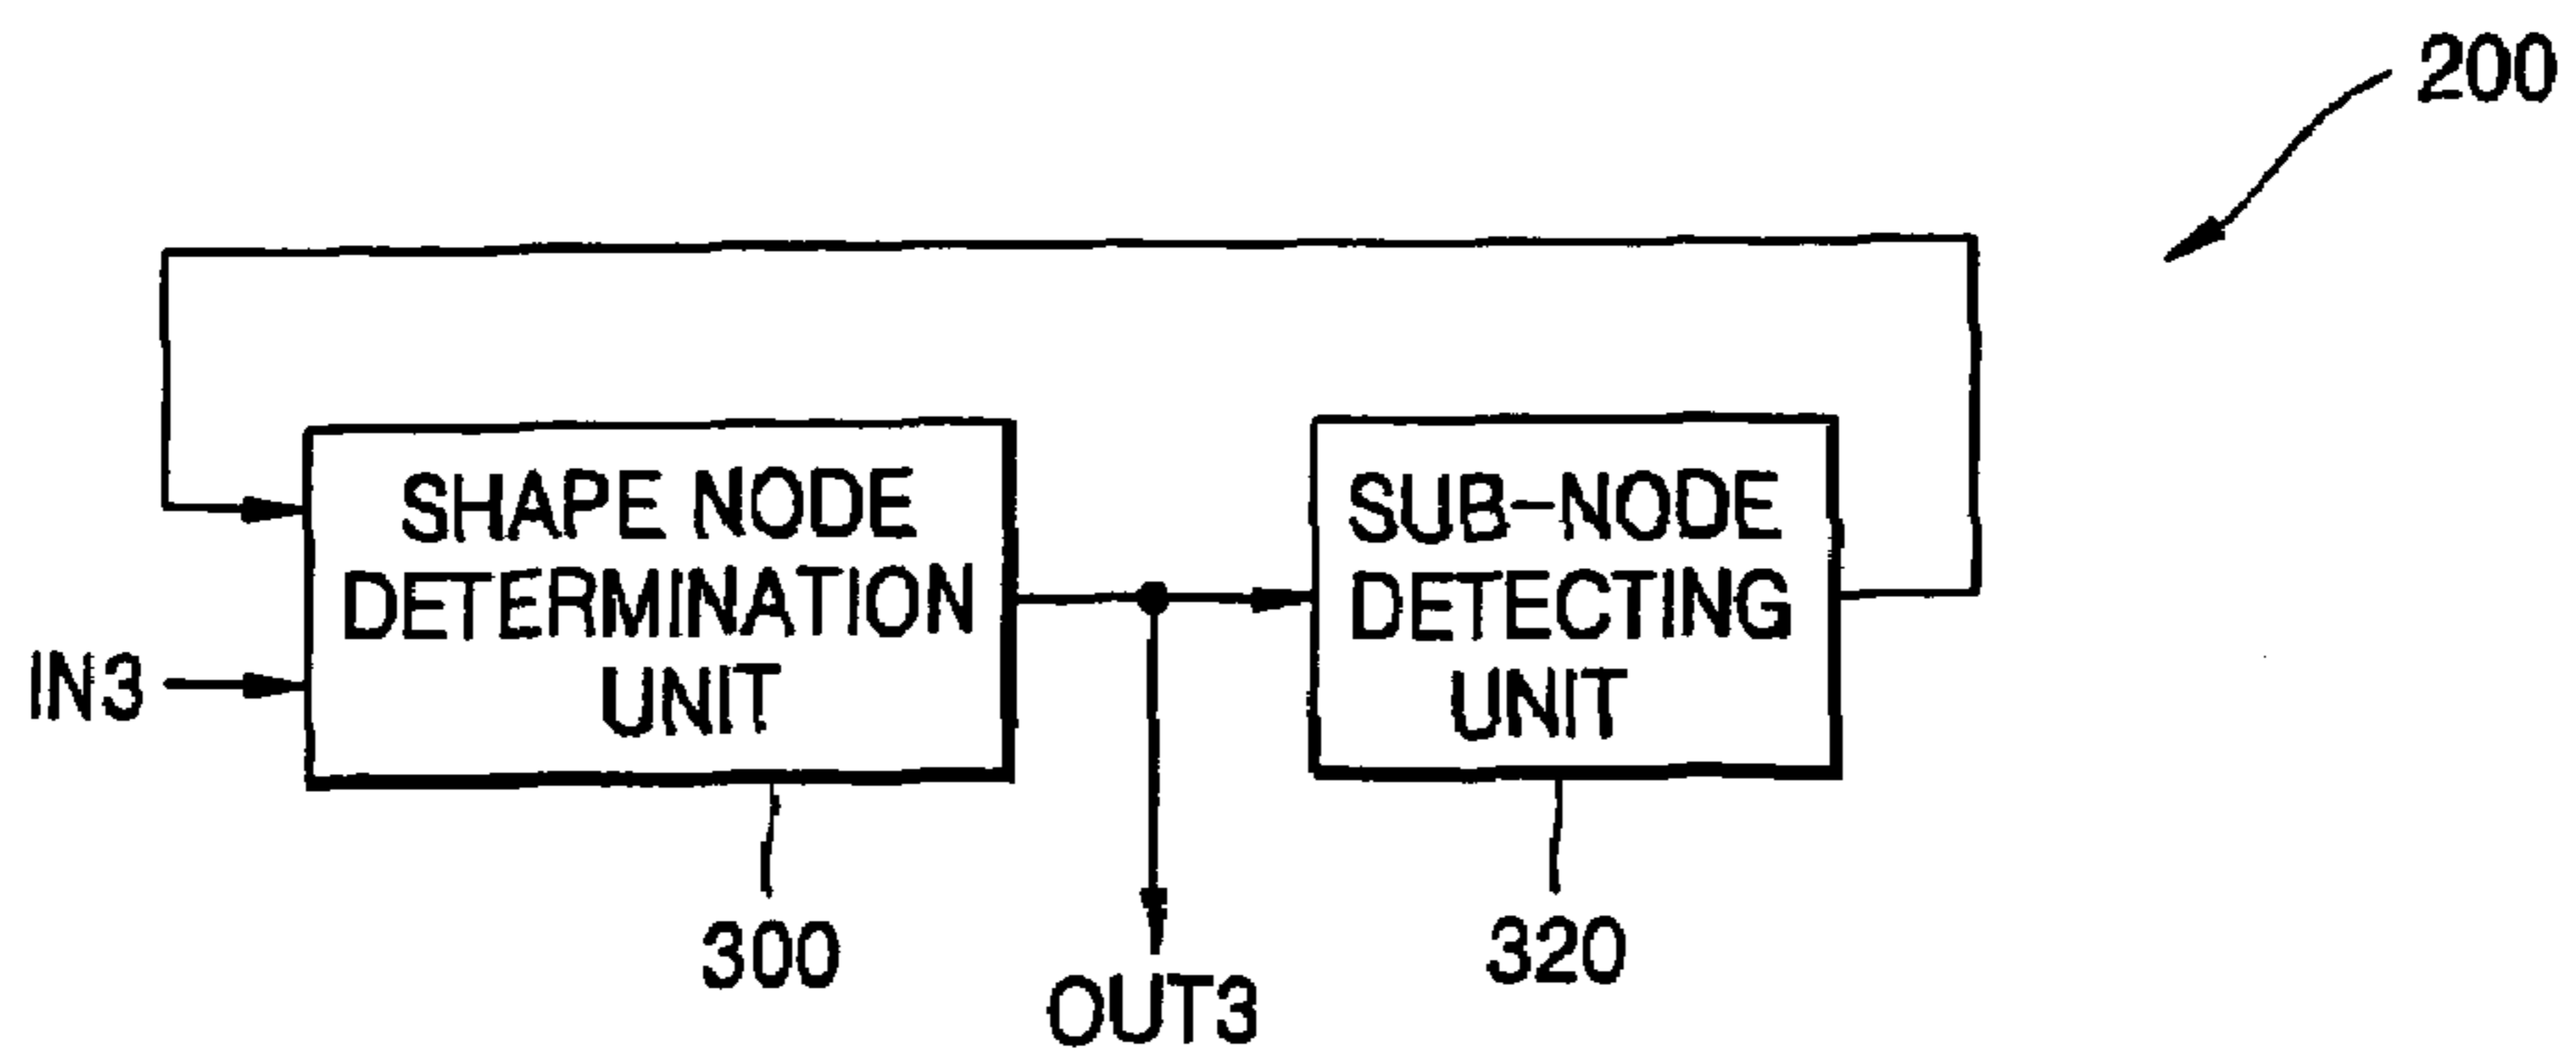 200
SHAPE NODE
DETERMINATION
UNIT
SUB-NODE
DETECTING
UNIT
IN3
300
320
OUT3